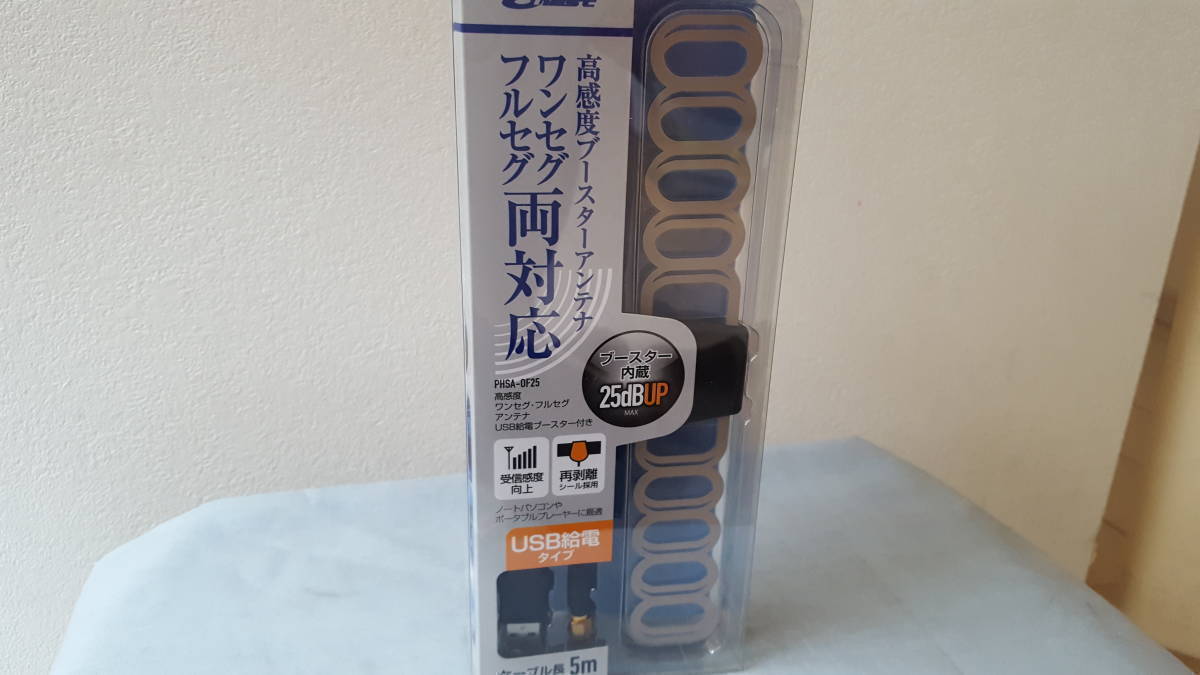 高感度ブースターアンテナ
ワンセグ
フルセグ
両対応
ブースター
内蔵
25dBUP
MAX
PHSA-OF25
高感度
ワンセグ・フルセグ
アンテナ
USB給電ブースター付き
受信感度
向上
再剥離
シール採用
ノートパソコンや
ポータブルプレーヤーに最適
USB給電
タイプ
ケーブル長 5m